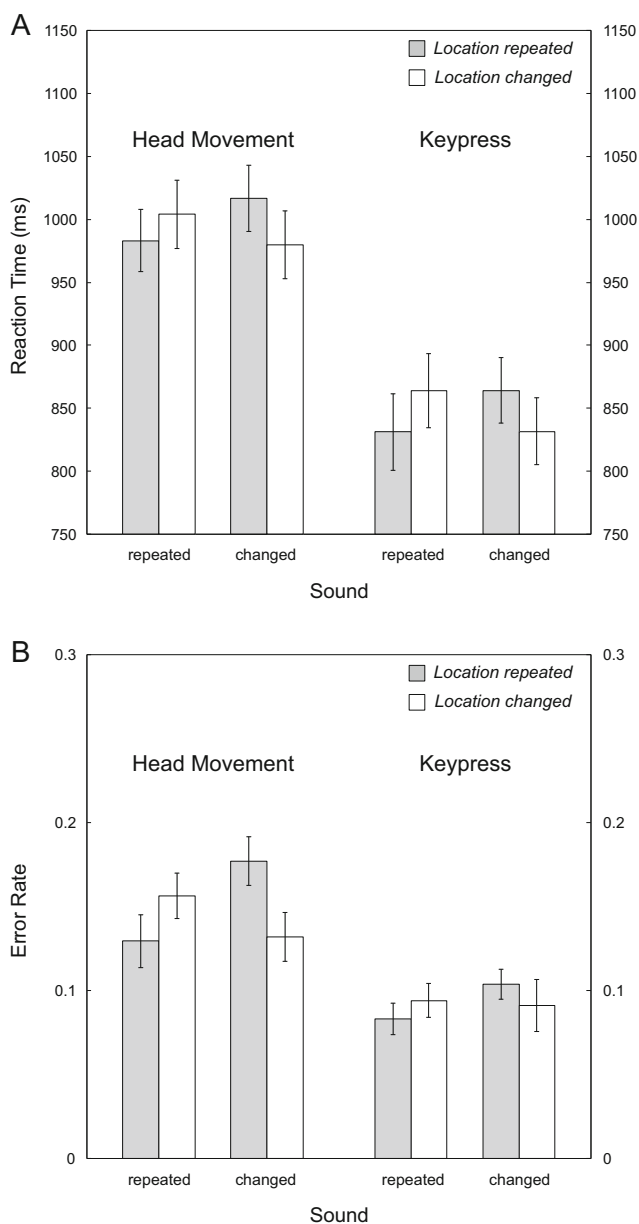 A
Reaction Time (ms)
1150
1100
1050
1000
950
900
850
800
750
1150
1100
1050
1000
950
900
850
800
750
Location repeated
Location changed
Head Movement
Keypress
repeated
changed
repeated
changed
Sound
B
Error Rate
0.3
0.2
0.1
0
0.3
0.2
0.1
0
Location repeated
Location changed
Head Movement
Keypress
repeated
changed
repeated
changed
Sound